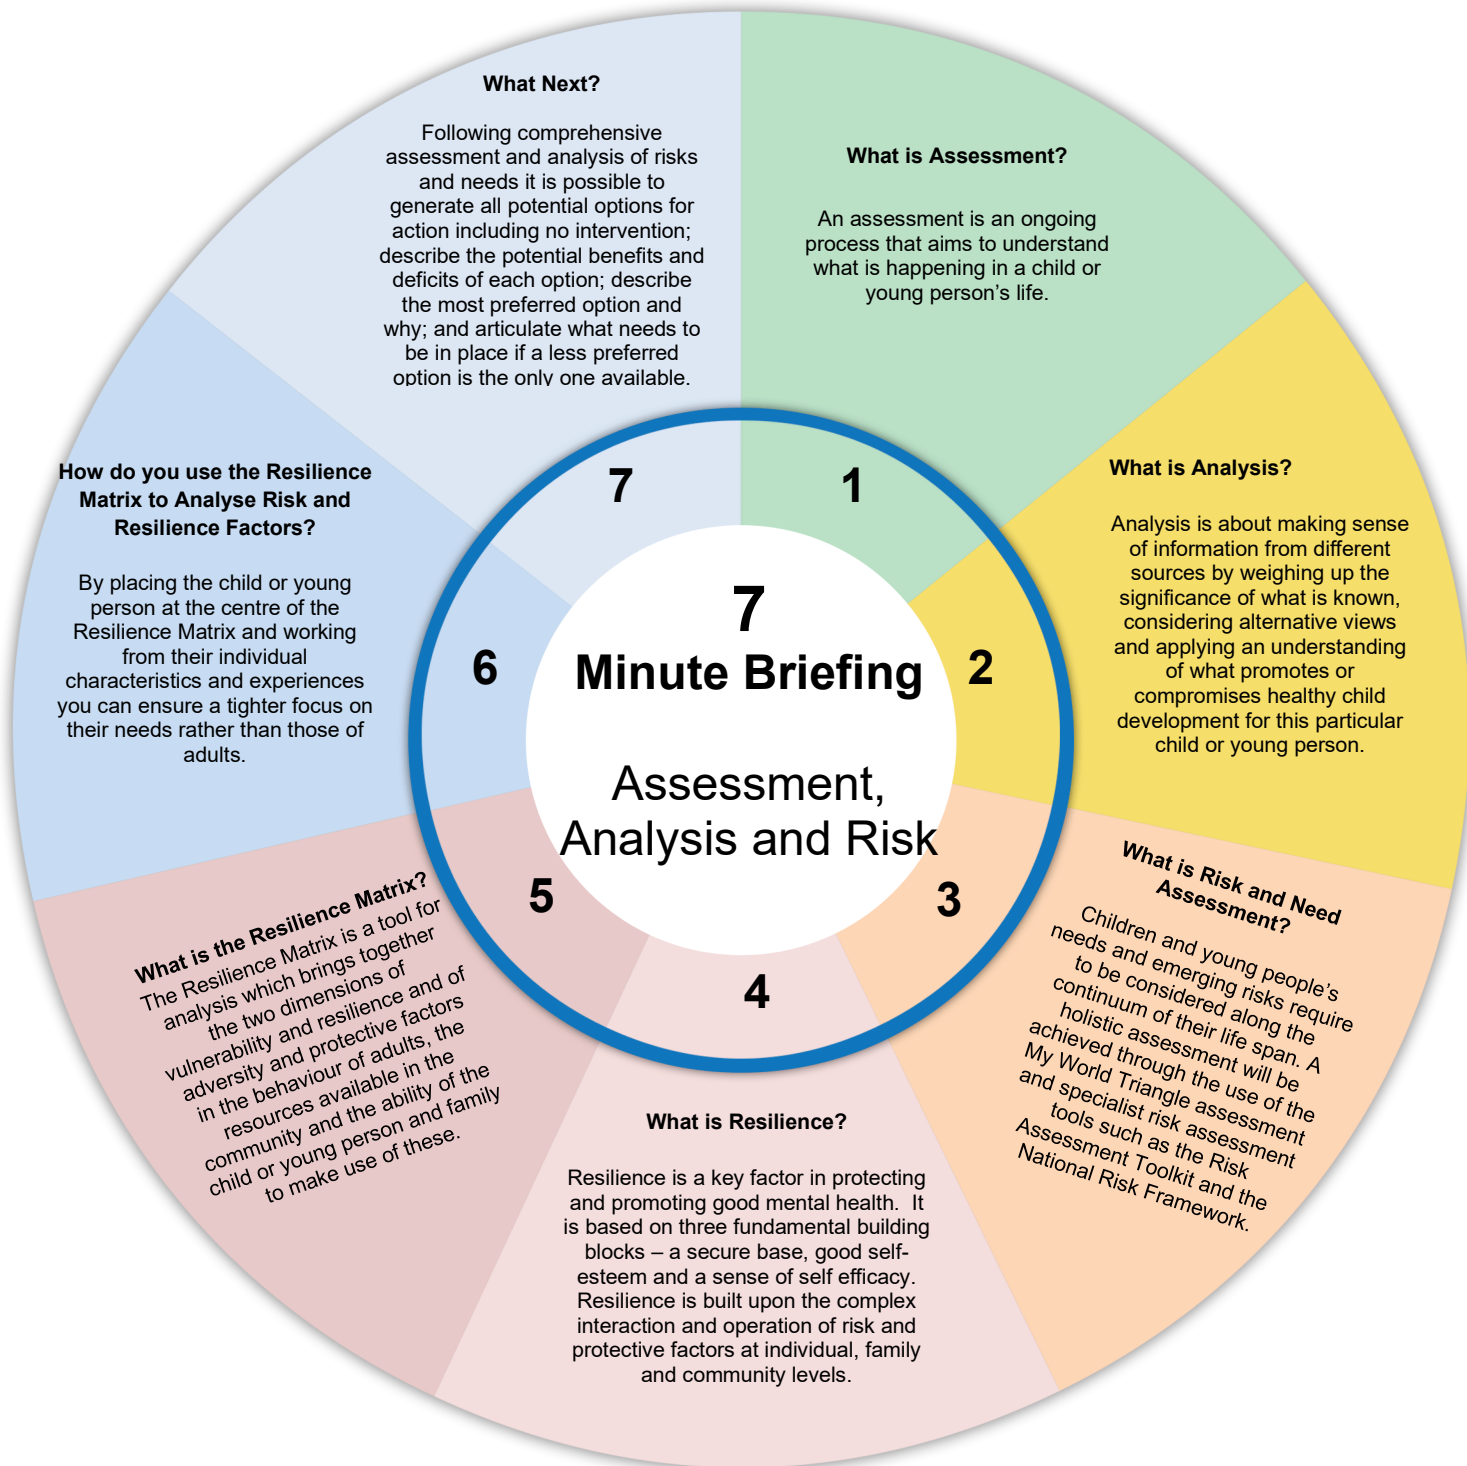 7
Minute Briefing
Assessment,
Analysis and Risk
1
What is Assessment?
An assessment is an ongoing
process that aims to understand
what is happening in a child or
young person’s life.
2
What is Analysis?
Analysis is about making sense
of information from different
sources by weighing up the
significance of what is known,
considering alternative views
and applying an understanding
of what promotes or
compromises healthy child
development for this particular
child or young person.
3
What is Risk and Need
Assessment?
Children and young people’s
needs and emerging risks require
to be considered along the
continuum of their life span. A
holistic assessment will be
achieved through the use of the
My World Triangle assessment
and specialist risk assessment
tools such as the Risk
Assessment Toolkit and the
National Risk Framework.
4
What is Resilience?
Resilience is a key factor in protecting
and promoting good mental health.  It
is based on three fundamental building
blocks – a secure base, good self-
esteem and a sense of self efficacy.
Resilience is built upon the complex
interaction and operation of risk and
protective factors at individual, family
and community levels.
5
What is the Resilience Matrix?
The Resilience Matrix is a tool for
analysis which brings together
the two dimensions of
vulnerability and resilience and of
adversity and protective factors
in the behaviour of adults, the
resources available in the
community and the ability of the
child or young person and family
to make use of these.
6
How do you use the Resilience
Matrix to Analyse Risk and
Resilience Factors?
By placing the child or young
person at the centre of the
Resilience Matrix and working
from their individual
characteristics and experiences
you can ensure a tighter focus on
their needs rather than those of
adults.
7
What Next?
Following comprehensive
assessment and analysis of risks
and needs it is possible to
generate all potential options for
action including no intervention;
describe the potential benefits and
deficits of each option; describe
the most preferred option and
why; and articulate what needs to
be in place if a less preferred
option is the only one available.